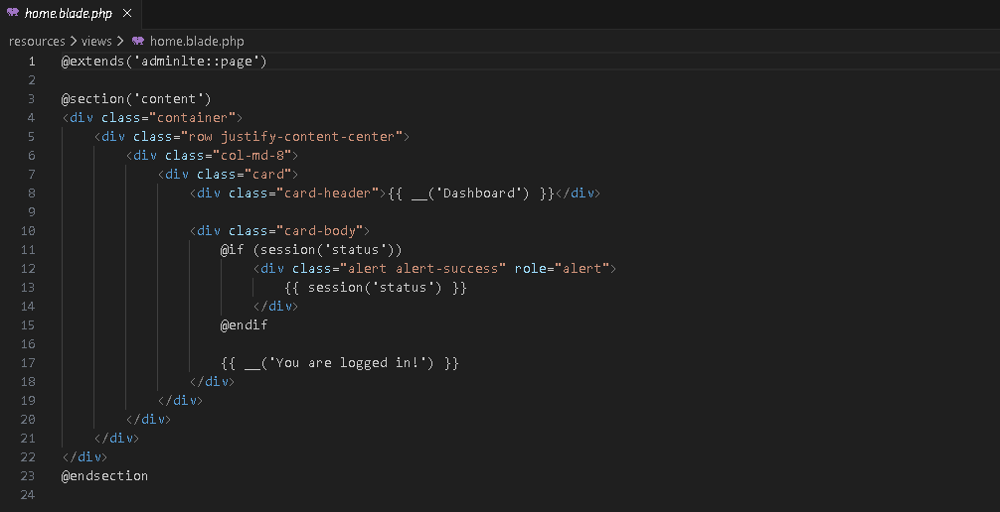 home.blade.php ×
resources > views > home.blade.php
1 @extends('adminlte::page')
2
3 @section('content')
4 <div class="container">
5 <div class="row justify-content-center">
6 <div class="col-md-8">
7 <div class="card">
8 <div class="card-header">{{ __('Dashboard') }}</div>
9
10 <div class="card-body">
11 @if (session('status'))
12 <div class="alert alert-success" role="alert">
13 {{ session('status') }}
14 </div>
15 @endif
16
17 {{ __('You are logged in!') }}
18 </div>
19 </div>
20 </div>
21 </div>
22 </div>
23 @endsection
24